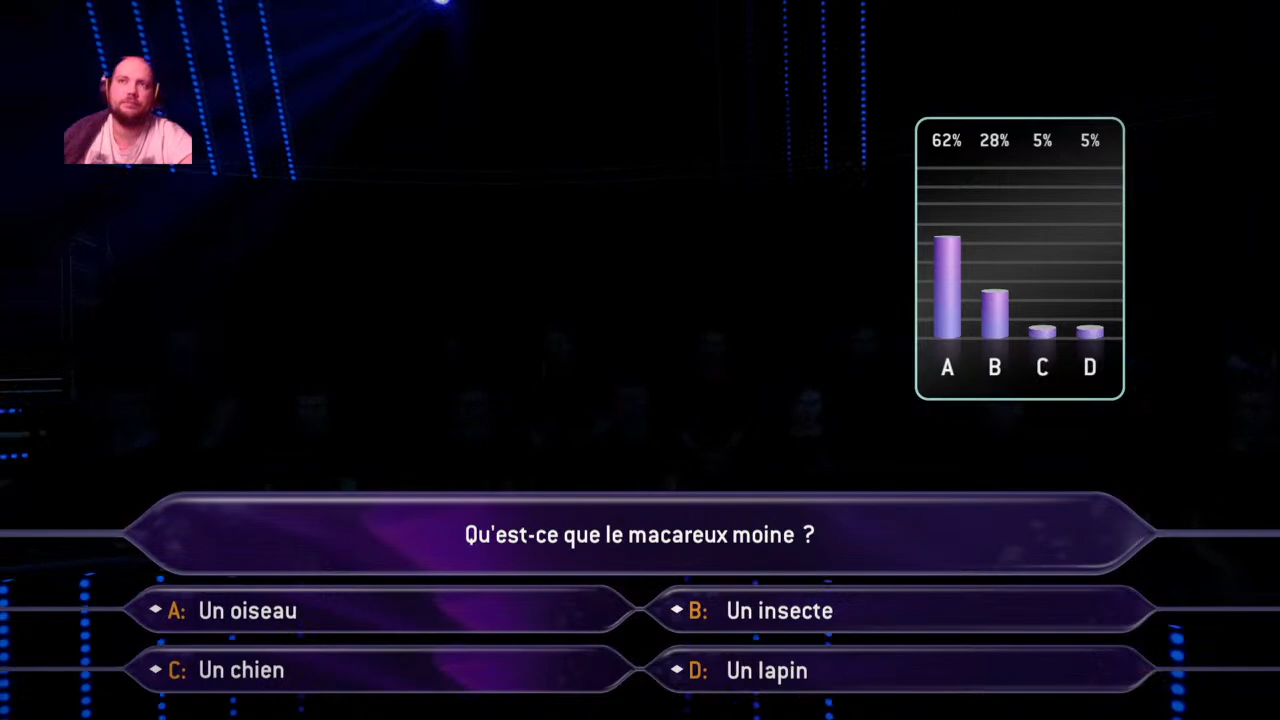 62% 28% 5% 5%
A B C D
Qu'est-ce que le macareux moine ?
A: Un oiseau
B: Un insecte
C: Un chien
D: Un lapin